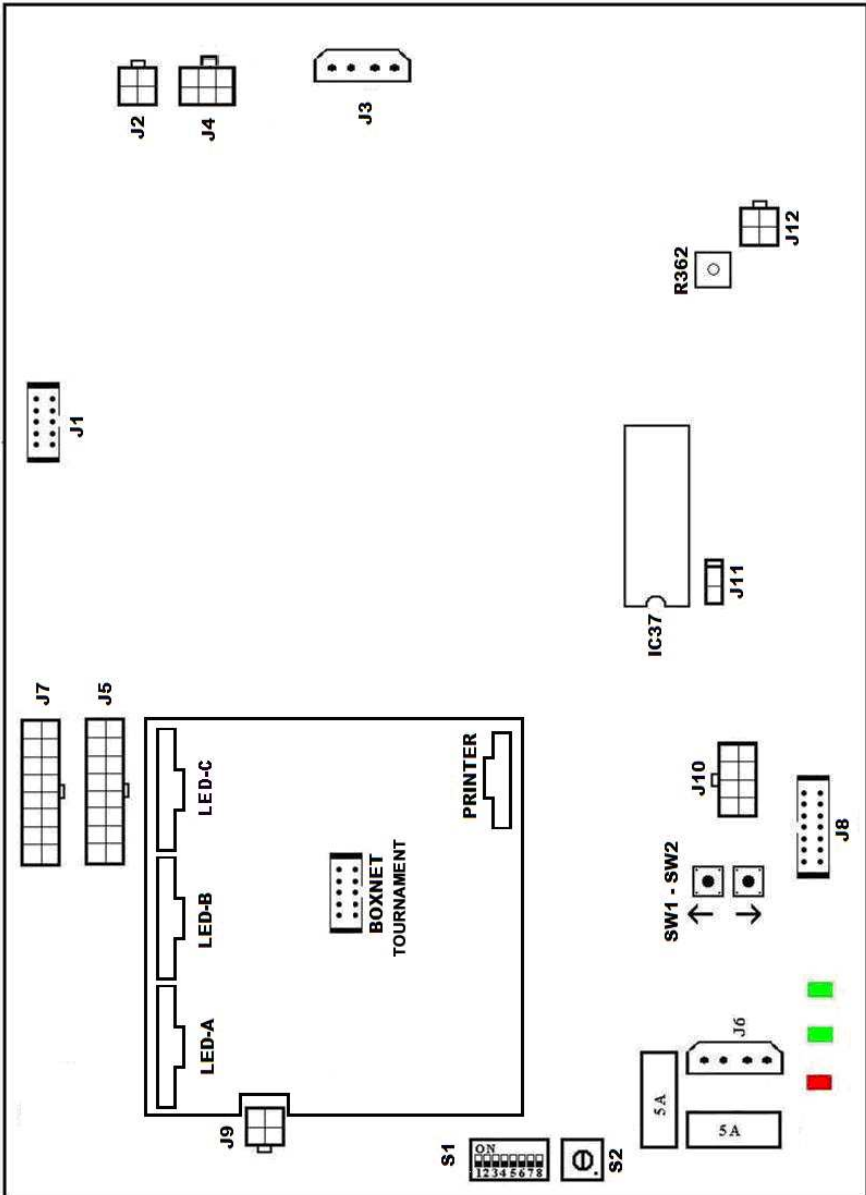 J2
J4
J3
J12
R362
J1
J11
IC37
J7
J5
LED-C
PRINTER
J10
J8
LED-B
BOXNET
TOURNAMENT
SW1 - SW2
LED-A
J6
5A
5A
J9
S1
ON
12345678
S2